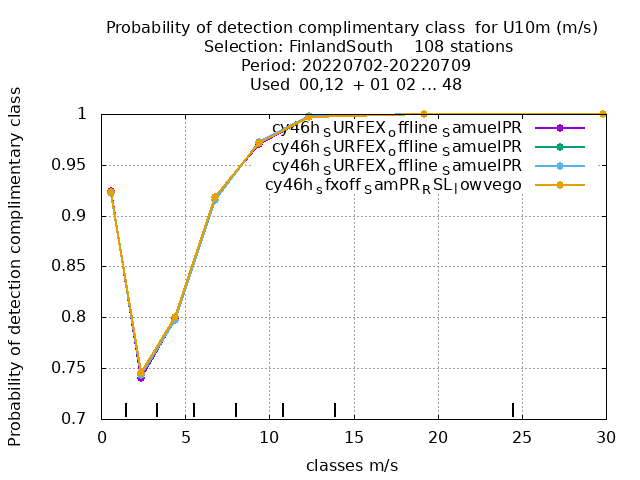 Probability of detection complimentary class  for U10m (m/s)
Selection: FinlandSouth    108 stations
Period: 20220702-20220709
Used  00,12  + 01 02 ... 48
Probability of detection complimentary class
1
0.95
0.9
0.85
0.8
0.75
0.7
cy46h_SURFEX_offline_SamuelPR
cy46h_SURFEX_offline_SamuelPR
cy46h_SURFEX_offline_SamuelPR
cy46h_sfxoff_SamPR_RSL_lowvego
0 5 10 15 20 25 30
classes m/s